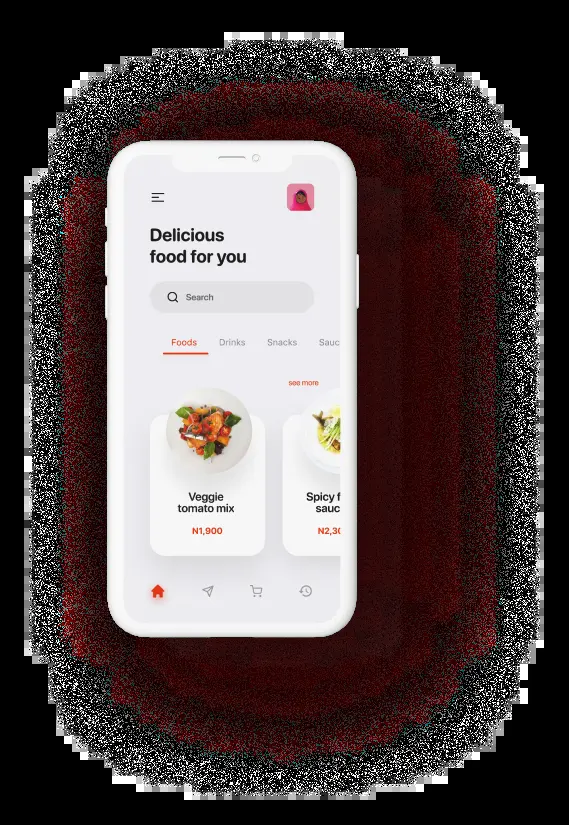 Delicious
food for you
Search
Foods Drinks Snacks Sauc
see more
Veggie
tomato mix
N1,900
Spicy f
sauc
N2,30